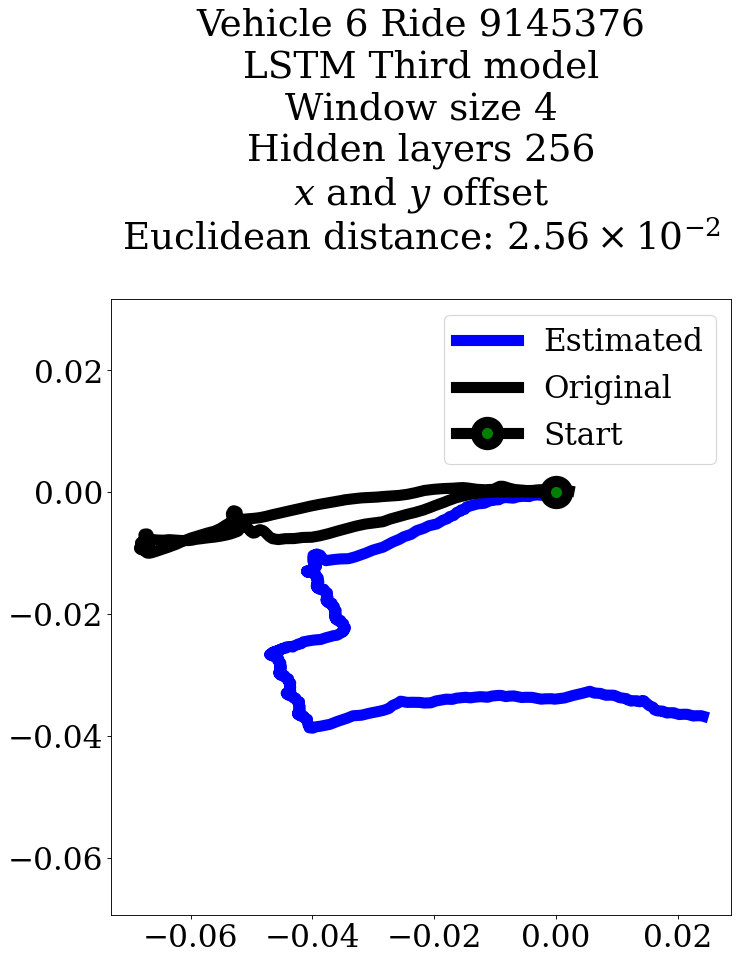 Vehicle 6 Ride 9145376
LSTM Third model
Window size 4
Hidden layers 256
x and y offset
Euclidean distance: 2.56 × 10⁻²
Estimated
Original
Start
0.02
0.00
−0.02
−0.04
−0.06
−0.06 −0.04 −0.02 0.00 0.02